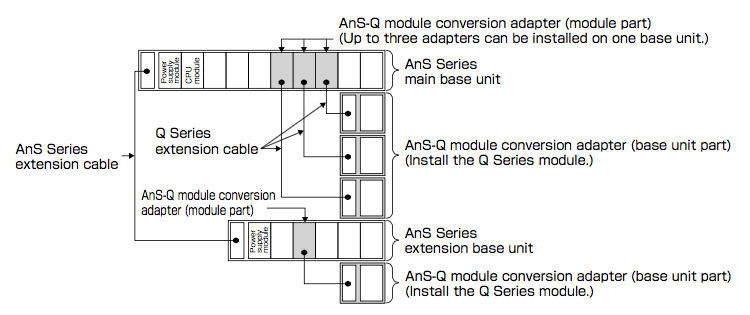 AnS-Q module conversion adapter (module part)
(Up to three adapters can be installed on one base unit.)
Power
supply
module
CPU
module
AnS Series
main base unit
Q Series
extension cable
AnS Series
extension cable
AnS-Q module conversion adapter (base unit part)
(Install the Q Series module.)
AnS-Q module conversion
adapter (module part)
Power
supply
module
AnS Series
extension base unit
AnS-Q module conversion adapter (base unit part)
(Install the Q Series module.)